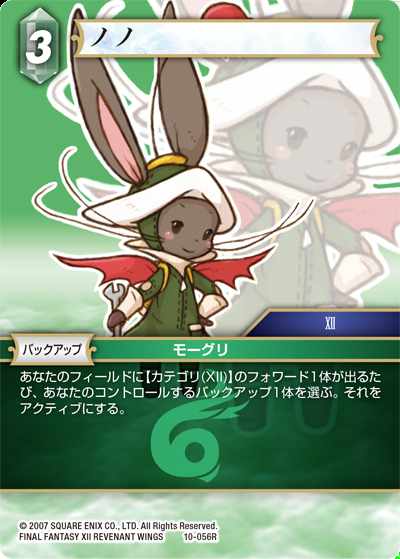 3
ノノ
XII
バックアップ
モーグリ
あなたのフィールドに【カテゴリ(XII)】のフォワード1体が出るた
び、あなたのコントロールするバックアップ1体を選ぶ。それを
アクティブにする。
© 2007 SQUARE ENIX CO., LTD. All Rights Reserved.
FINAL FANTASY XII REVENANT WINGS 10-056R